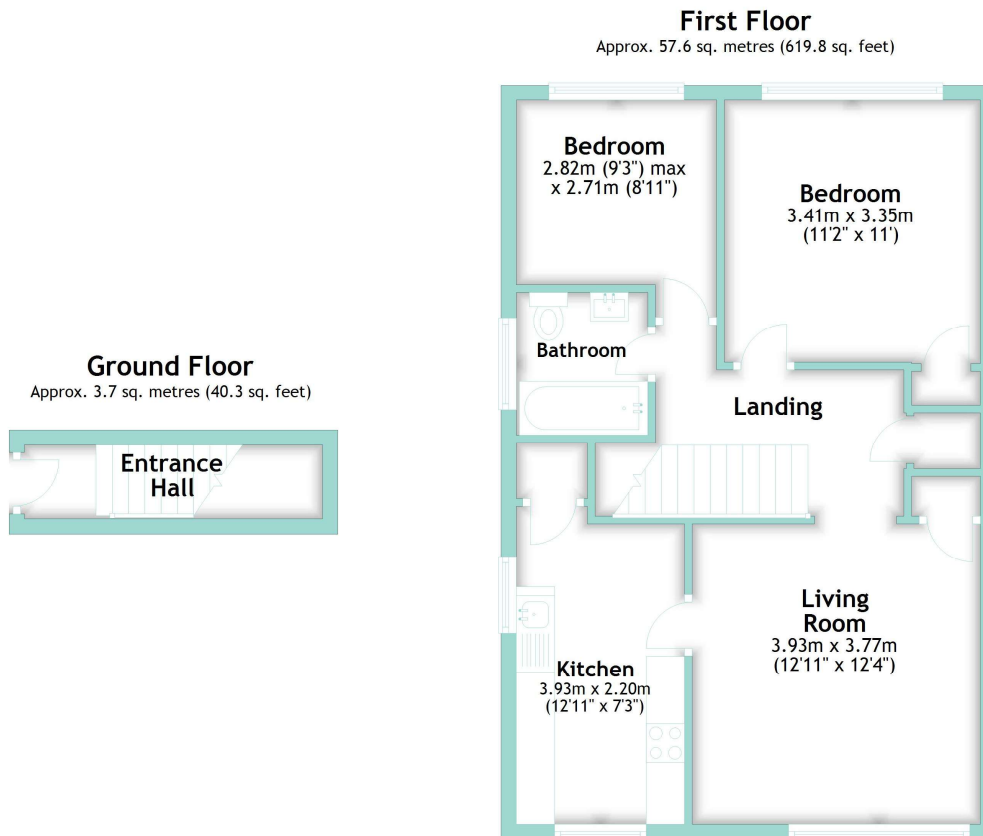 First Floor
Approx. 57.6 sq. metres (619.8 sq. feet)
Bedroom
2.82m (9'3") max
x 2.71m (8'11")
Bedroom
3.41m x 3.35m
(11'2" x 11')
Bathroom
Landing
Ground Floor
Approx. 3.7 sq. metres (40.3 sq. feet)
Entrance
Hall
Living
Room
3.93m x 3.77m
(12'11" x 12'4")
Kitchen
3.93m x 2.20m
(12'11" x 7'3")